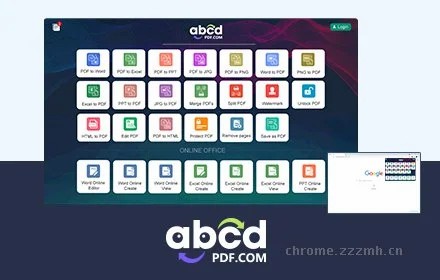 abcd
PDF.COM
Login
PDF to Word PDF to Excel PDF to PPT PDF to JPG PDF to PNG Word to PDF PNG to PDF
Excel to PDF PPT to PDF JPG to PDF Merge PDFs Split PDF Watermark Unlock PDF
HTML to PDF Edit PDF PDF to HTML Protect PDF Remove pages Save as PDF
ONLINE OFFICE
Word Online Editor Word Online Create Word Online View Excel Online Create Excel Online Create Excel Online View PPT Online Create
Google
abcd
PDF.COM
chrome.zzzmh.cn